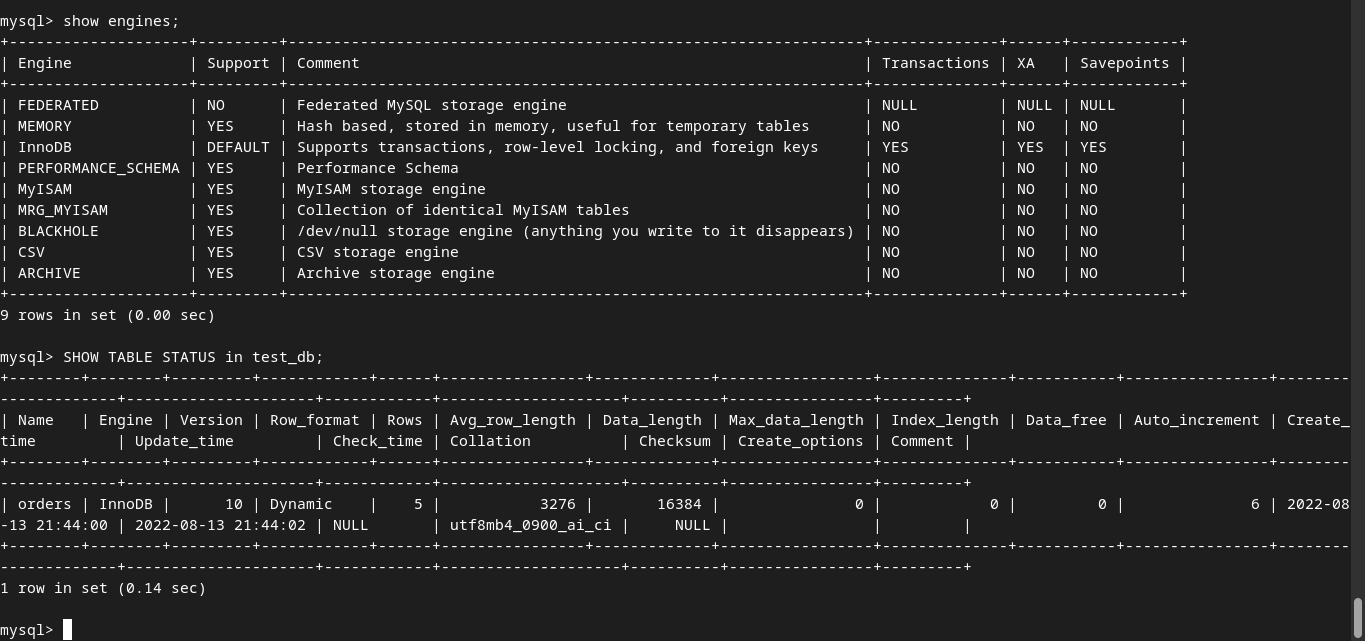 mysql> show engines;
+--------------------+---------+----------------------------------------------------------------+--------------+------+------------+
| Engine             | Support | Comment                                                        | Transactions | XA   | Savepoints |
+--------------------+---------+----------------------------------------------------------------+--------------+------+------------+
| FEDERATED          | NO      | Federated MySQL storage engine                                 | NULL         | NULL | NULL       |
| MEMORY             | YES     | Hash based, stored in memory, useful for temporary tables      | NO           | NO   | NO         |
| InnoDB             | DEFAULT | Supports transactions, row-level locking, and foreign keys     | YES          | YES  | YES        |
| PERFORMANCE_SCHEMA | YES     | Performance Schema                                             | NO           | NO   | NO         |
| MyISAM             | YES     | MyISAM storage engine                                          | NO           | NO   | NO         |
| MRG_MYISAM         | YES     | Collection of identical MyISAM tables                          | NO           | NO   | NO         |
| BLACKHOLE          | YES     | /dev/null storage engine (anything you write to it disappears) | NO           | NO   | NO         |
| CSV                | YES     | CSV storage engine                                             | NO           | NO   | NO         |
| ARCHIVE            | YES     | Archive storage engine                                         | NO           | NO   | NO         |
+--------------------+---------+----------------------------------------------------------------+--------------+------+------------+
9 rows in set (0.00 sec)
mysql> SHOW TABLE STATUS in test_db;
+--------+--------+---------+------------+------+----------------+-------------+-----------------+--------------+-----------+----------------+--------
-------------+---------------------+------------+--------------------+----------+----------------+---------+
| Name   | Engine | Version | Row_format | Rows | Avg_row_length | Data_length | Max_data_length | Index_length | Data_free | Auto_increment | Create_
time         | Update_time         | Check_time | Collation          | Checksum | Create_options | Comment |
+--------+--------+---------+------------+------+----------------+-------------+-----------------+--------------+-----------+----------------+--------
-------------+---------------------+------------+--------------------+----------+----------------+---------+
| orders | InnoDB |      10 | Dynamic    |    5 |           3276 |       16384 |               0 |            0 |         0 |              6 | 2022-08
-13 21:44:00 | 2022-08-13 21:44:02 | NULL       | utf8mb4_0900_ai_ci |     NULL |                |         |
+--------+--------+---------+------------+------+----------------+-------------+-----------------+--------------+-----------+----------------+--------
-------------+---------------------+------------+--------------------+----------+----------------+---------+
1 row in set (0.14 sec)
mysql>